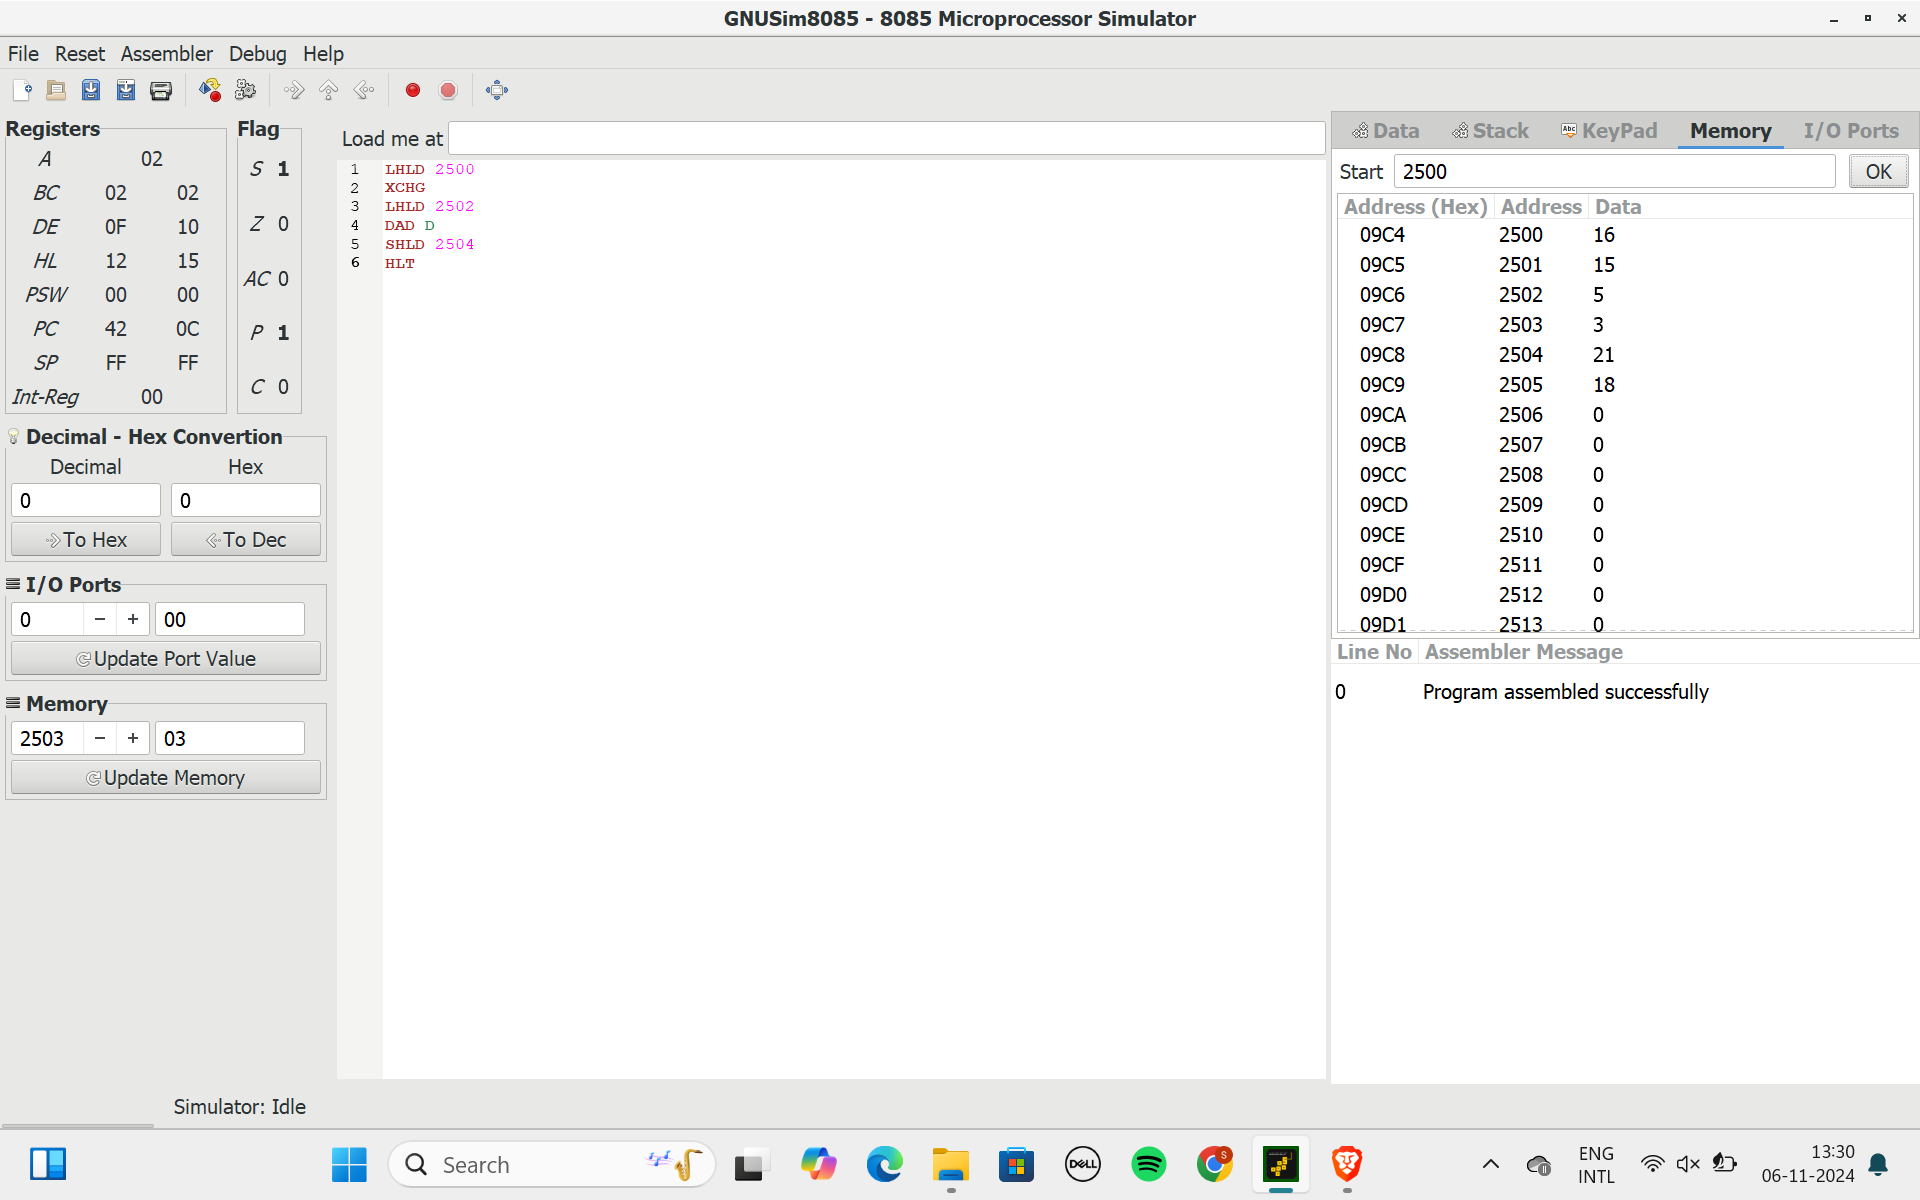 GNUSim8085 - 8085 Microprocessor Simulator
File Reset Assembler Debug Help
Registers
A 02
BC 02 02
DE 0F 10
HL 12 15
PSW 00 00
PC 42 0C
SP FF FF
Int-Reg 00
Flag
S 1
Z 0
AC 0
P 1
C 0
Decimal - Hex Convertion
Decimal Hex
0 0
To Hex To Dec
I/O Ports
0 - + 00
Update Port Value
Memory
2503 - + 03
Update Memory
Load me at
1 LHLD 2500
2 XCHG
3 LHLD 2502
4 DAD D
5 SHLD 2504
6 HLT
Data Stack Abc KeyPad Memory I/O Ports
Start 2500 OK
Address (Hex) Address Data
09C4 2500 16
09C5 2501 15
09C6 2502 5
09C7 2503 3
09C8 2504 21
09C9 2505 18
09CA 2506 0
09CB 2507 0
09CC 2508 0
09CD 2509 0
09CE 2510 0
09CF 2511 0
09D0 2512 0
09D1 2513 0
Line No Assembler Message
0 Program assembled successfully
Simulator: Idle
Search
DELL
S
ENG
INTL
13:30
06-11-2024